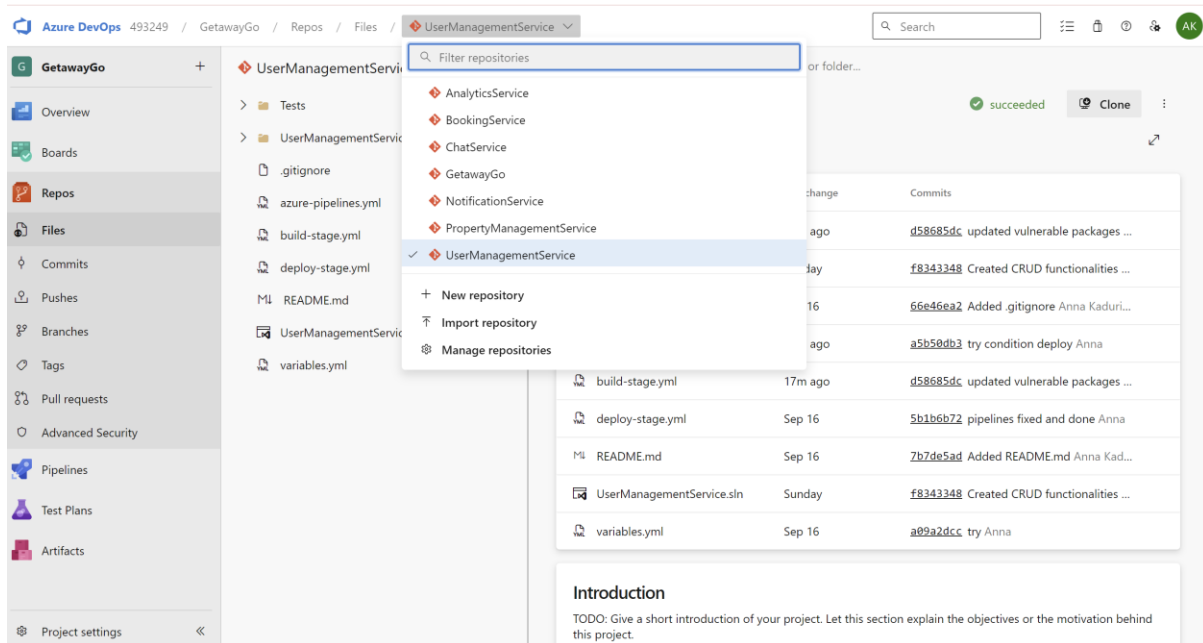 Azure DevOps 493249 / GetawayGo / Repos / Files / UserManagementService
Search
AK
G GetawayGo +
Overview
Boards
Repos
Files
Commits
Pushes
Branches
Tags
Pull requests
Advanced Security
Pipelines
Test Plans
Artifacts
Project settings
UserManagementServi
Tests
UserManagementServic
.gitignore
azure-pipelines.yml
build-stage.yml
deploy-stage.yml
README.md
UserManagementServic
variables.yml
Filter repositories
AnalyticsService
BookingService
ChatService
GetawayGo
NotificationService
PropertyManagementService
UserManagementService
New repository
Import repository
Manage repositories
or folder...
succeeded
Clone
change Commits
ago d58685dc updated vulnerable packages ...
day f8343348 Created CRUD functionalities ...
16 66e46ea2 Added .gitignore Anna Kaduri...
ago a5b50db3 try condition deploy Anna
build-stage.yml 17m ago d58685dc updated vulnerable packages ...
deploy-stage.yml Sep 16 5b1b6b72 pipelines fixed and done Anna
README.md Sep 16 7b7de5ad Added README.md Anna Kad...
UserManagementService.sln Sunday f8343348 Created CRUD functionalities ...
variables.yml Sep 16 a09a2dcc try Anna
Introduction
TODO: Give a short introduction of your project. Let this section explain the objectives or the motivation behind
this project.